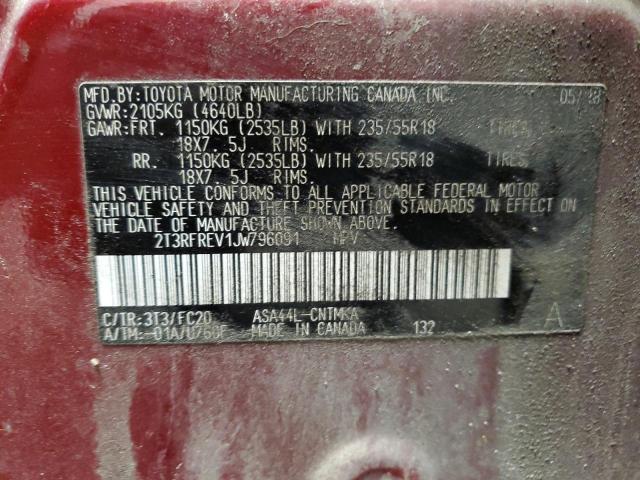 MFD.BY:TOYOTA MOTOR MANUFACTURING CANADA INC. 05/18
GVWR:2105KG (4640LB)
GAWR:FRT. 1150KG (2535LB) WITH 235/55R18 TIRES
18X7. 5J RIMS.
RR. 1150KG (2535LB) WITH 235/55R18 TIRES
18X7. 5J RIMS.
THIS VEHICLE CONFORMS TO ALL APPLICABLE FEDERAL MOTOR
VEHICLE SAFETY AND THEFT PREVENTION STANDARDS IN EFFECT
ON THE DATE OF MANUFACTURE SHOWN ABOVE.
2T3RFREV1JW796091 MPV
C/TR:3T3/FC20 ASA44L-CNTMKA A
A/TM:-01A/U760F MADE IN CANADA 132